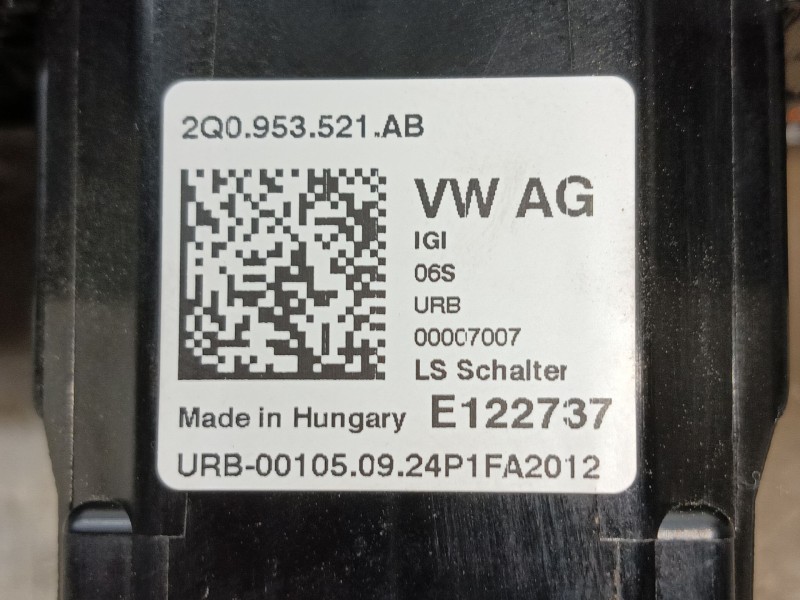 2Q0.953.521.AB
VW AG
IGI
06S
URB
00007007
LS Schalter
Made in Hungary E122737
URB-00105.09.24P1FA2012